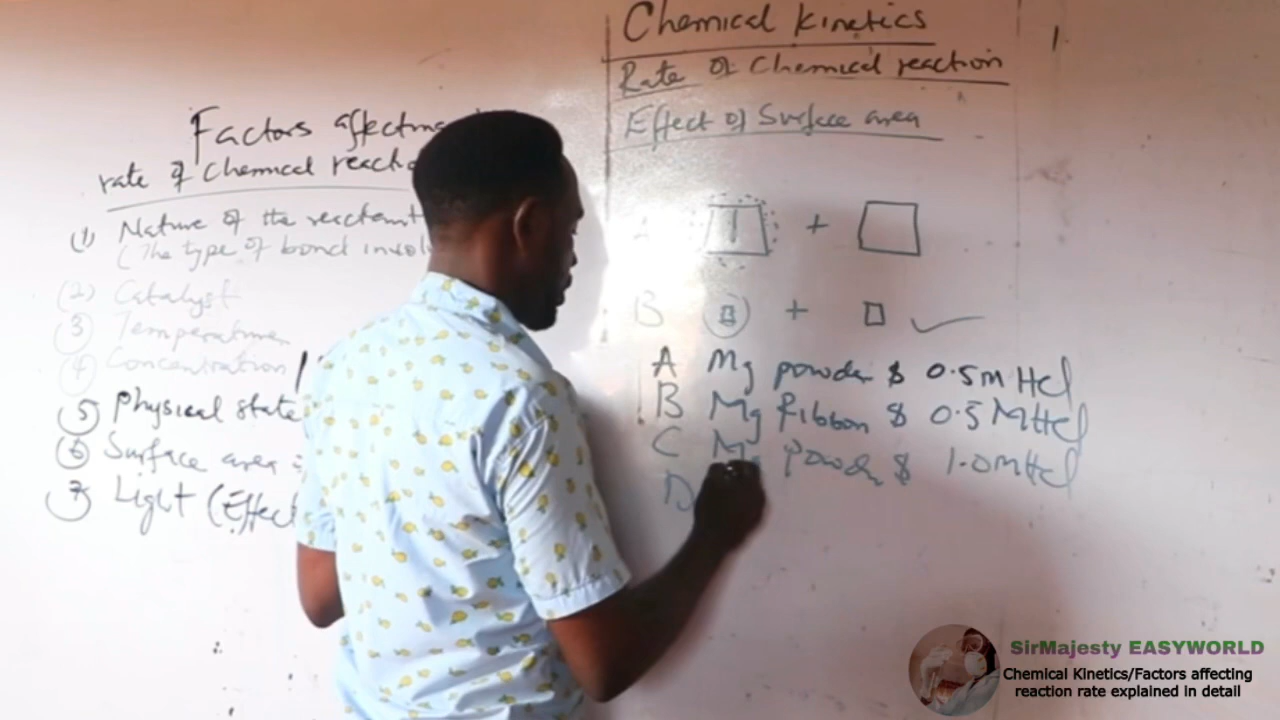 Chemical Kinetics
Rate of Chemical reaction
Effect of Surface area
Factors affecting
rate of Chemical
(1) Nature of the reactant
(The type of bond
(2) Catalyst
(3) Temperature
(4) Concentration
(5) Physical state
(6) Surface area
(7) Light (Effect
A 1 +
B +
A Mg powder $ 0.5M HCl
B Mg Ribbon $ 0.5M HCl
C powder $ 1.0M HCl
D
SirMajesty EASYWORLD
Chemical Kinetics/Factors affecting
reaction rate explained in detail